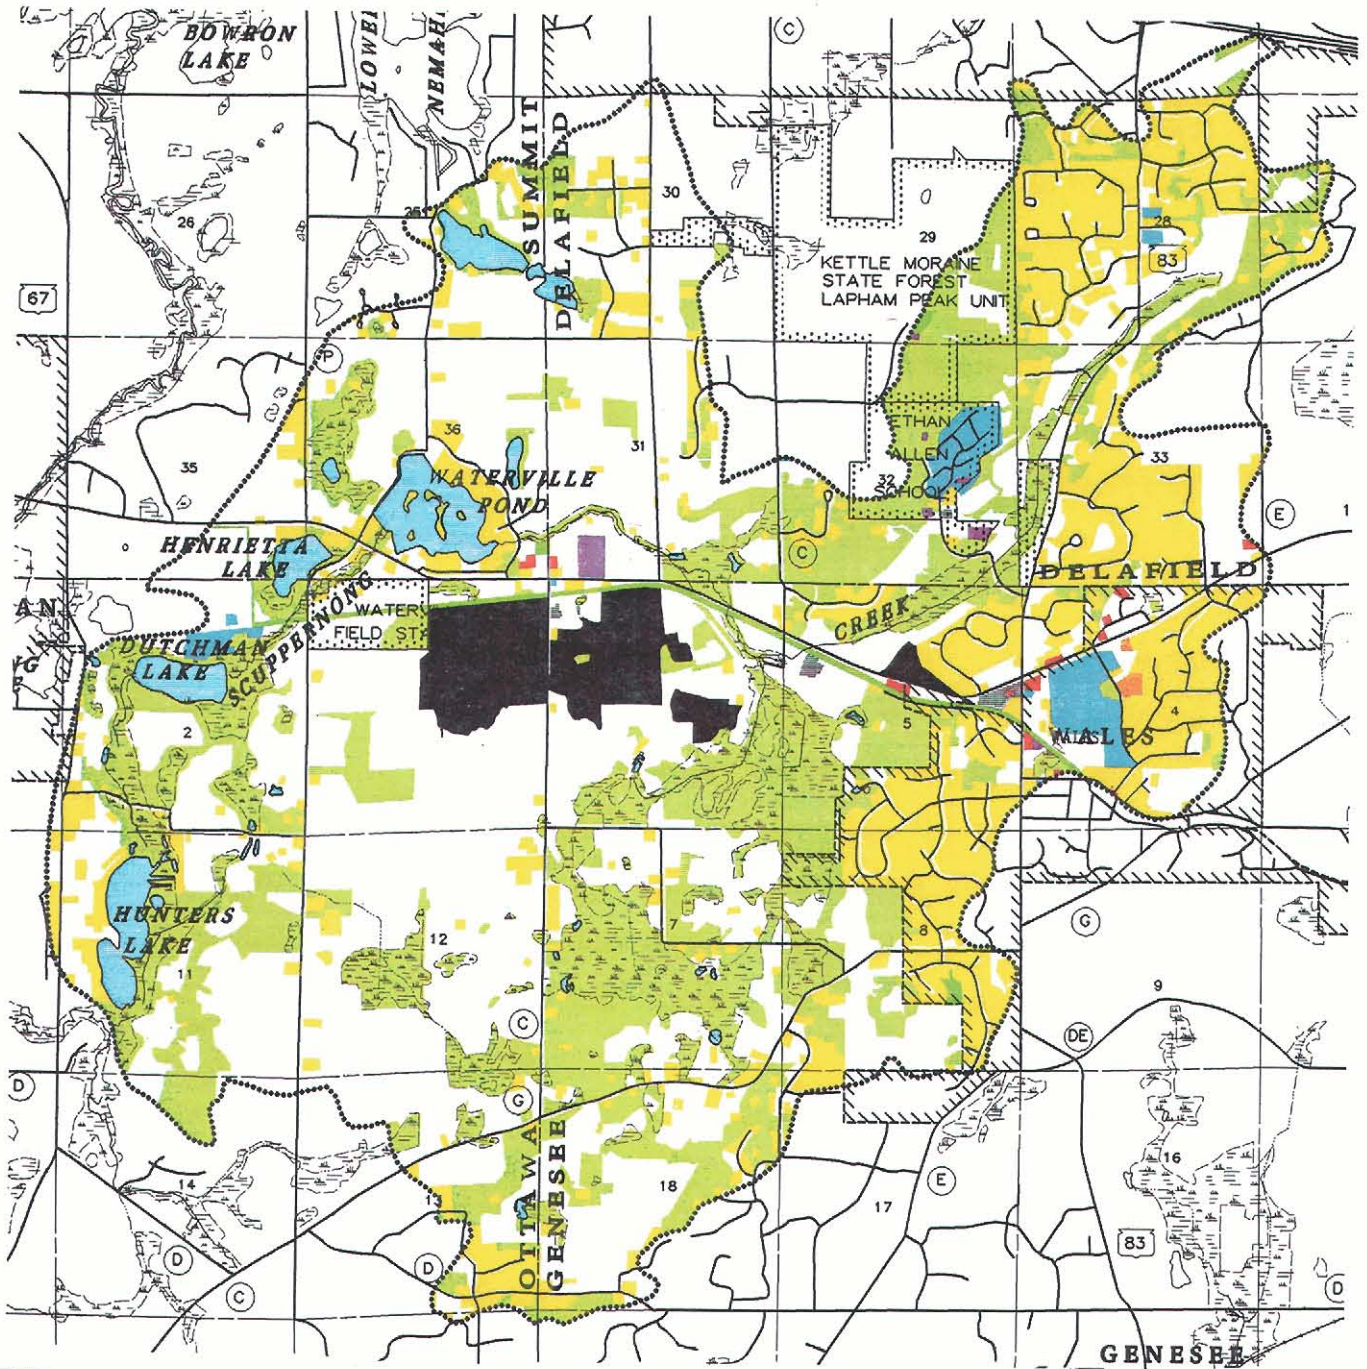 BOWRON
LAKE
NEMAH
C
SUMMIT
DELAFIELD
26
30
29
28
83
KETTLE MORAINE
STATE FOREST
LAPHAM PEAK UNIT
67
P
36
31
35
33
ETHAN
ALLEN
32
SCHOOL
WATERVILLE
POND
E
1
HENRIETTA
LAKE
C
DELAFIELD
AN
WATER
FIELD STA
CREEK
SCUPPERNONG
DUTCHMAN
LAKE
G
2
5
4
WALES
WALES
HUNTERS
LAKE
11
12
7
8
G
9
C
DE
D
G
OTTAWA
GENESEE
14
13
18
17
16
E
D
D
C
83
D
GENESEE